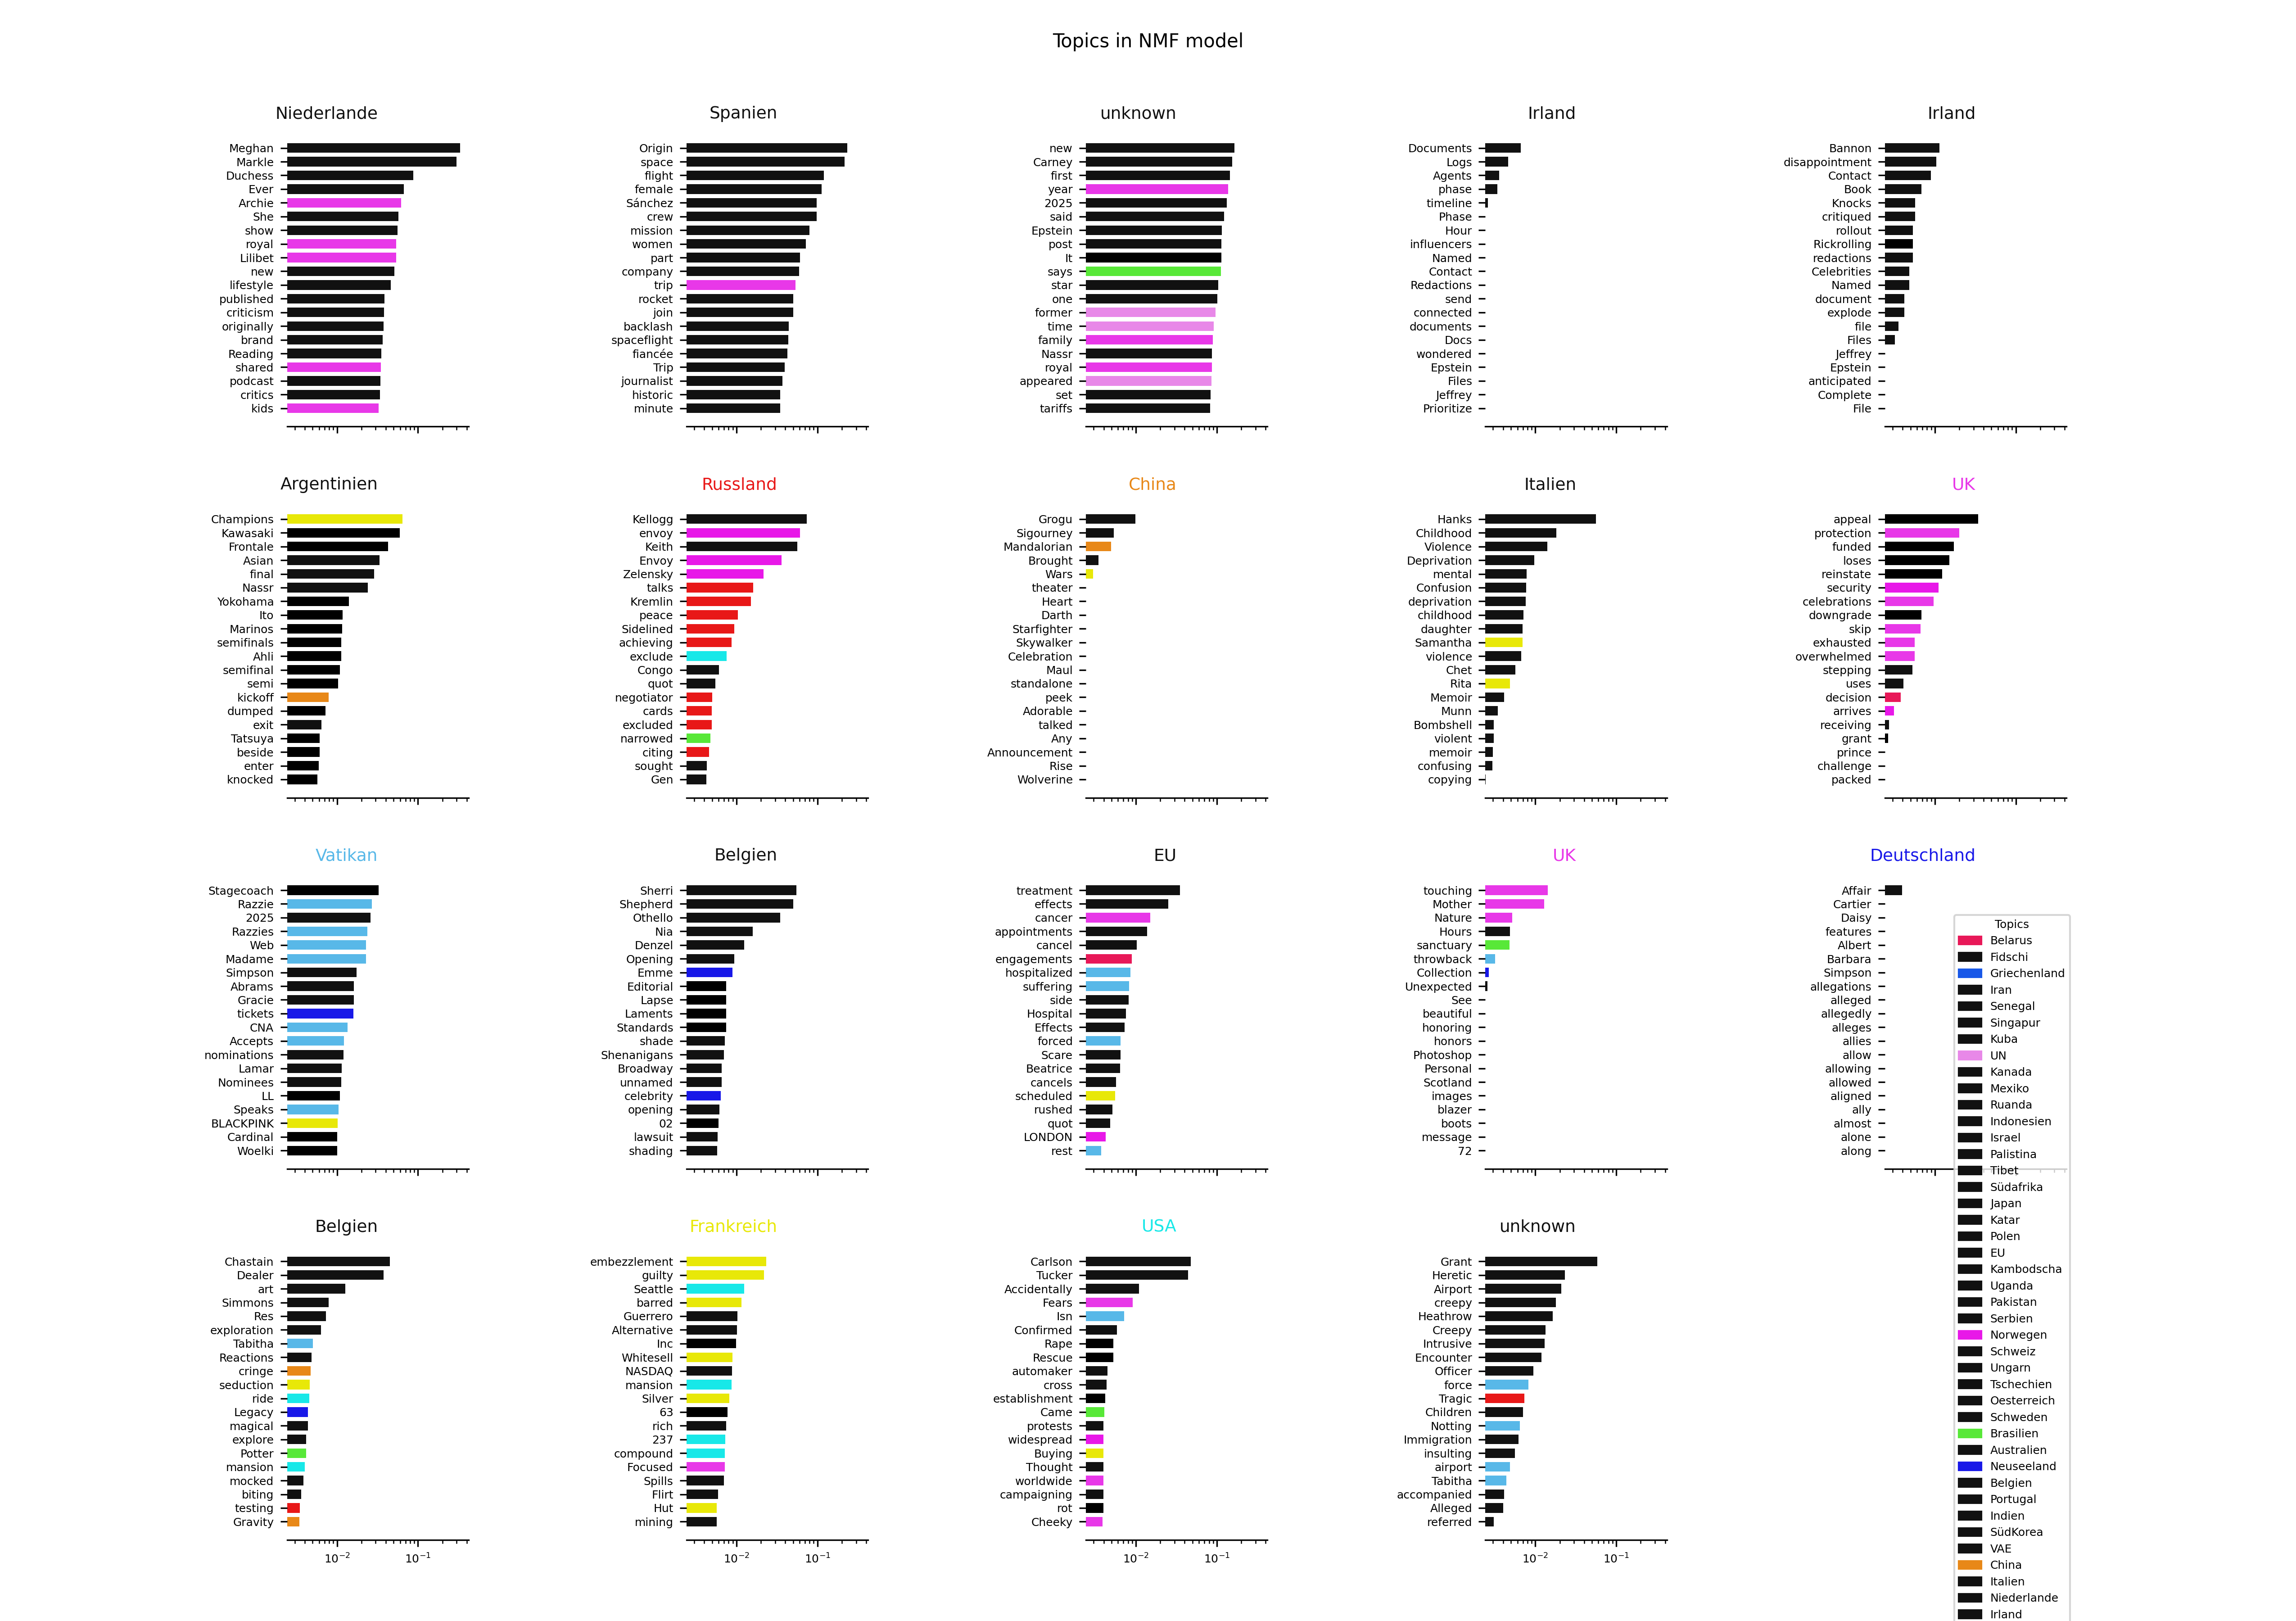 Topics in NMF model
Niederlande
Meghan
Markle
Duchess
Ever
Archie
She
show
royal
Lilibet
new
lifestyle
published
criticism
originally
brand
Reading
shared
podcast
critics
kids
Spanien
Origin
space
flight
female
Sánchez
crew
mission
women
part
company
trip
rocket
join
backlash
spaceflight
fiancée
Trip
journalist
historic
minute
unknown
new
Carney
first
year
2025
said
Epstein
post
It
says
star
one
former
time
family
Nassr
royal
appeared
set
tariffs
Irland
Documents
Logs
Agents
phase
timeline
Phase
Hour
influencers
Named
Contact
Redactions
send
connected
documents
Docs
wondered
Epstein
Files
Jeffrey
Prioritize
Irland
Bannon
disappointment
Contact
Book
Knocks
critiqued
rollout
Rickrolling
redactions
Celebrities
Named
document
explode
file
Files
Jeffrey
Epstein
anticipated
Complete
File
Argentinien
Champions
Kawasaki
Frontale
Asian
final
Nassr
Yokohama
Ito
Marinos
semifinals
Ahli
semifinal
semi
kickoff
dumped
exit
Tatsuya
beside
enter
knocked
Russland
Kellogg
envoy
Keith
Envoy
Zelensky
talks
Kremlin
peace
Sidelined
achieving
exclude
Congo
quot
negotiator
cards
excluded
narrowed
citing
sought
Gen
China
Grogu
Sigourney
Mandalorian
Brought
Wars
theater
Heart
Darth
Starfighter
Skywalker
Celebration
Maul
standalone
peek
Adorable
talked
Any
Announcement
Rise
Wolverine
Italien
Hanks
Childhood
Violence
Deprivation
mental
Confusion
deprivation
childhood
daughter
Samantha
violence
Chet
Rita
Memoir
Munn
Bombshell
violent
memoir
confusing
copying
UK
appeal
protection
funded
loses
reinstate
security
celebrations
downgrade
skip
exhausted
overwhelmed
stepping
uses
decision
arrives
receiving
grant
prince
challenge
packed
Vatikan
Stagecoach
Razzie
2025
Razzies
Web
Madame
Simpson
Abrams
Gracie
tickets
CNA
Accepts
nominations
Lamar
Nominees
LL
Speaks
BLACKPINK
Cardinal
Woelki
Belgien
Sherri
Shepherd
Othello
Nia
Denzel
Opening
Emme
Editorial
Lapse
Laments
Standards
shade
Shenanigans
Broadway
unnamed
celebrity
opening
02
lawsuit
shading
EU
treatment
effects
cancer
appointments
cancel
engagements
hospitalized
suffering
side
Hospital
Effects
forced
Scare
Beatrice
cancels
scheduled
rushed
quot
LONDON
rest
UK
touching
Mother
Nature
Hours
sanctuary
throwback
Collection
Unexpected
See
beautiful
honoring
honors
Photoshop
Personal
Scotland
images
blazer
boots
message
72
Deutschland
Affair
Cartier
Daisy
features
Albert
Barbara
Simpson
allegations
alleged
allegedly
alleges
allies
allow
allowing
allowed
aligned
ally
almost
alone
along
Belgien
Chastain
Dealer
art
Simmons
Res
exploration
Tabitha
Reactions
cringe
seduction
ride
Legacy
magical
explore
Potter
mansion
mocked
biting
testing
Gravity
10⁻²
10⁻¹
Frankreich
embezzlement
guilty
Seattle
barred
Guerrero
Alternative
Inc
Whitesell
NASDAQ
mansion
Silver
63
rich
237
compound
Focused
Spills
Flirt
Hut
mining
10⁻²
10⁻¹
USA
Carlson
Tucker
Accidentally
Fears
Isn
Confirmed
Rape
Rescue
automaker
cross
establishment
Came
protests
widespread
Buying
Thought
worldwide
campaigning
rot
Cheeky
10⁻²
10⁻¹
unknown
Grant
Heretic
Airport
creepy
Heathrow
Creepy
Intrusive
Encounter
Officer
force
Tragic
Children
Notting
Immigration
insulting
airport
Tabitha
accompanied
Alleged
referred
10⁻²
10⁻¹
Topics
Belarus
Fidschi
Griechenland
Iran
Senegal
Singapur
Kuba
UN
Kanada
Mexiko
Ruanda
Indonesien
Israel
Palistina
Tibet
Südafrika
Japan
Katar
Polen
EU
Kambodscha
Uganda
Pakistan
Serbien
Norwegen
Schweiz
Ungarn
Tschechien
Oesterreich
Schweden
Brasilien
Australien
Neuseeland
Belgien
Portugal
Indien
SüdKorea
VAE
China
Italien
Niederlande
Irland